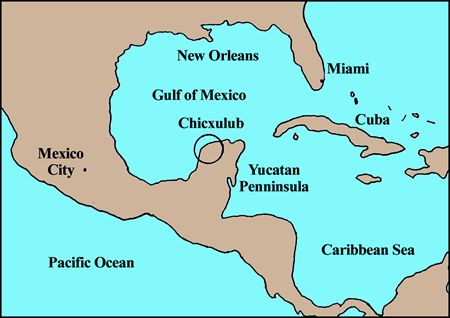 New Orleans
Miami
Gulf of Mexico
Chicxulub
Cuba
Mexico
City
Yucatan
Penninsula
Caribbean Sea
Pacific Ocean